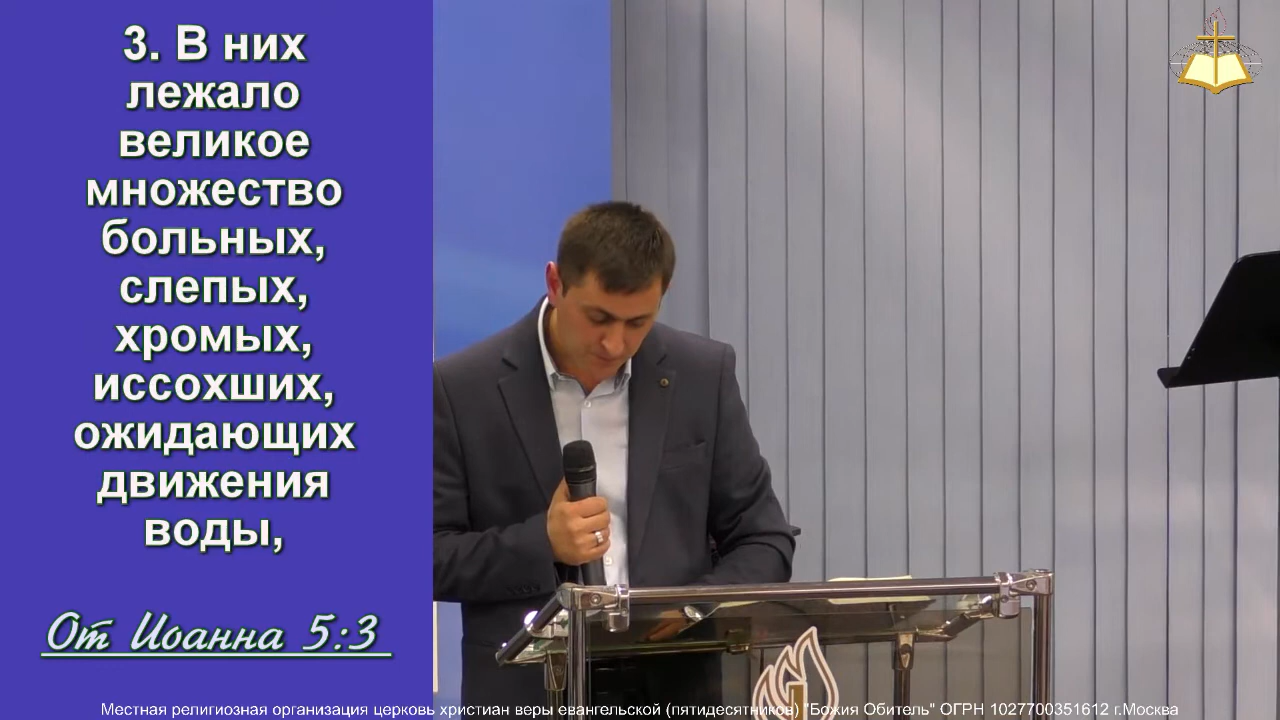 3. В них
лежало
великое
множество
больных,
слепых,
хромых,
иссохших,
ожидающих
движения
воды,
От Иоанна 5:3
Местная религиозная организация церковь христиан веры евангельской (пятидесятников) "Божия Обитель" ОГРН 1027700351612 г.Москва